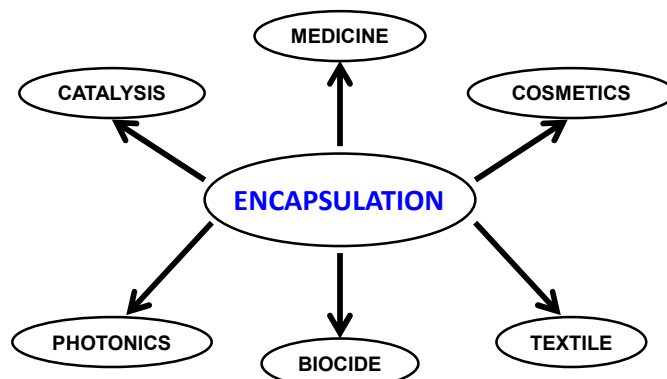 MEDICINE
CATALYSIS
COSMETICS
ENCAPSULATION
PHOTONICS
TEXTILE
BIOCIDE